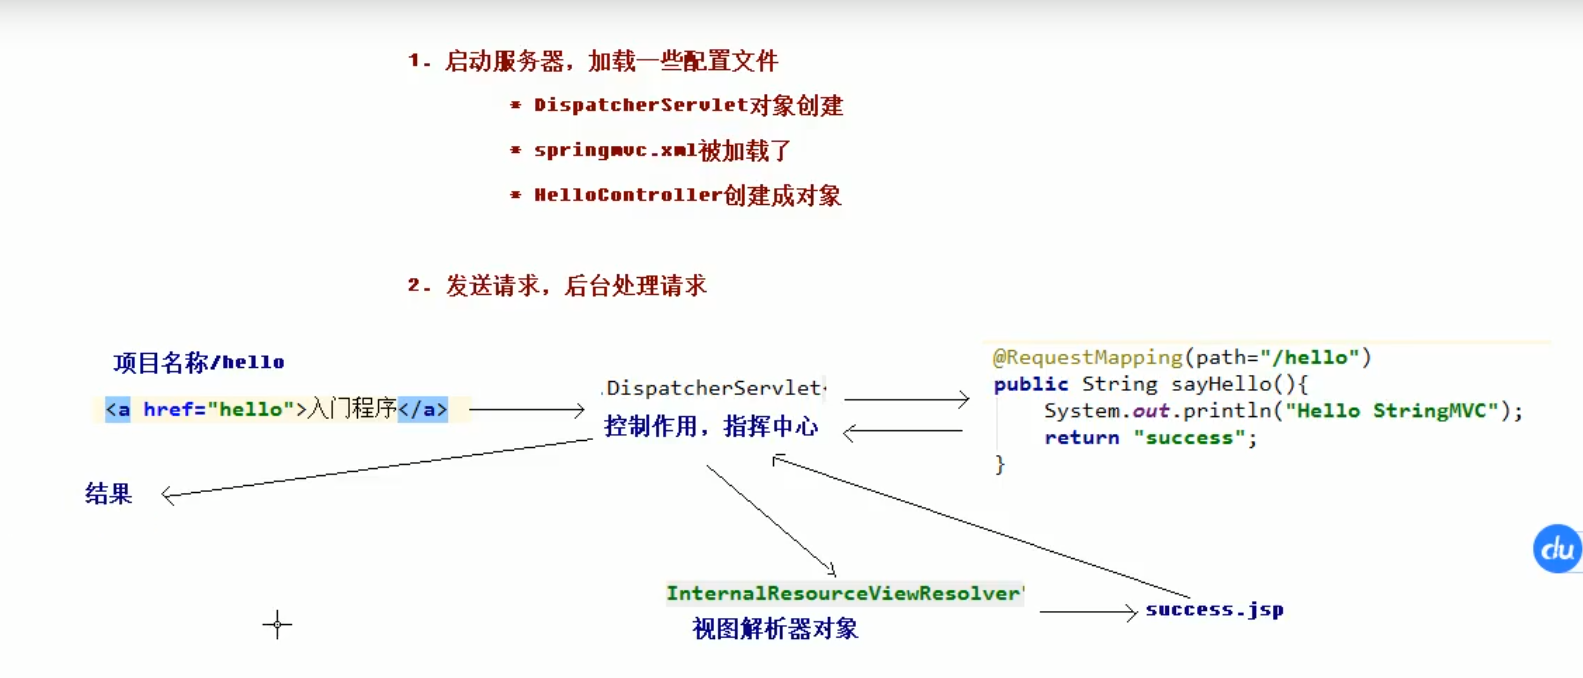 1. 启动服务器，加载一些配置文件
* DispatcherServlet对象创建
* springmvc.xml被加载了
* HelloController创建成对象
2. 发送请求，后台处理请求
项目名称/hello
<a href="hello">入门程序</a>
.DispatcherServlet
控制作用，指挥中心
@RequestMapping(path="/hello")
public String sayHello(){
System.out.println("Hello StringMVC");
return "success";
}
结果
InternalResourceViewResolver"
视图解析器对象
success.jsp
du